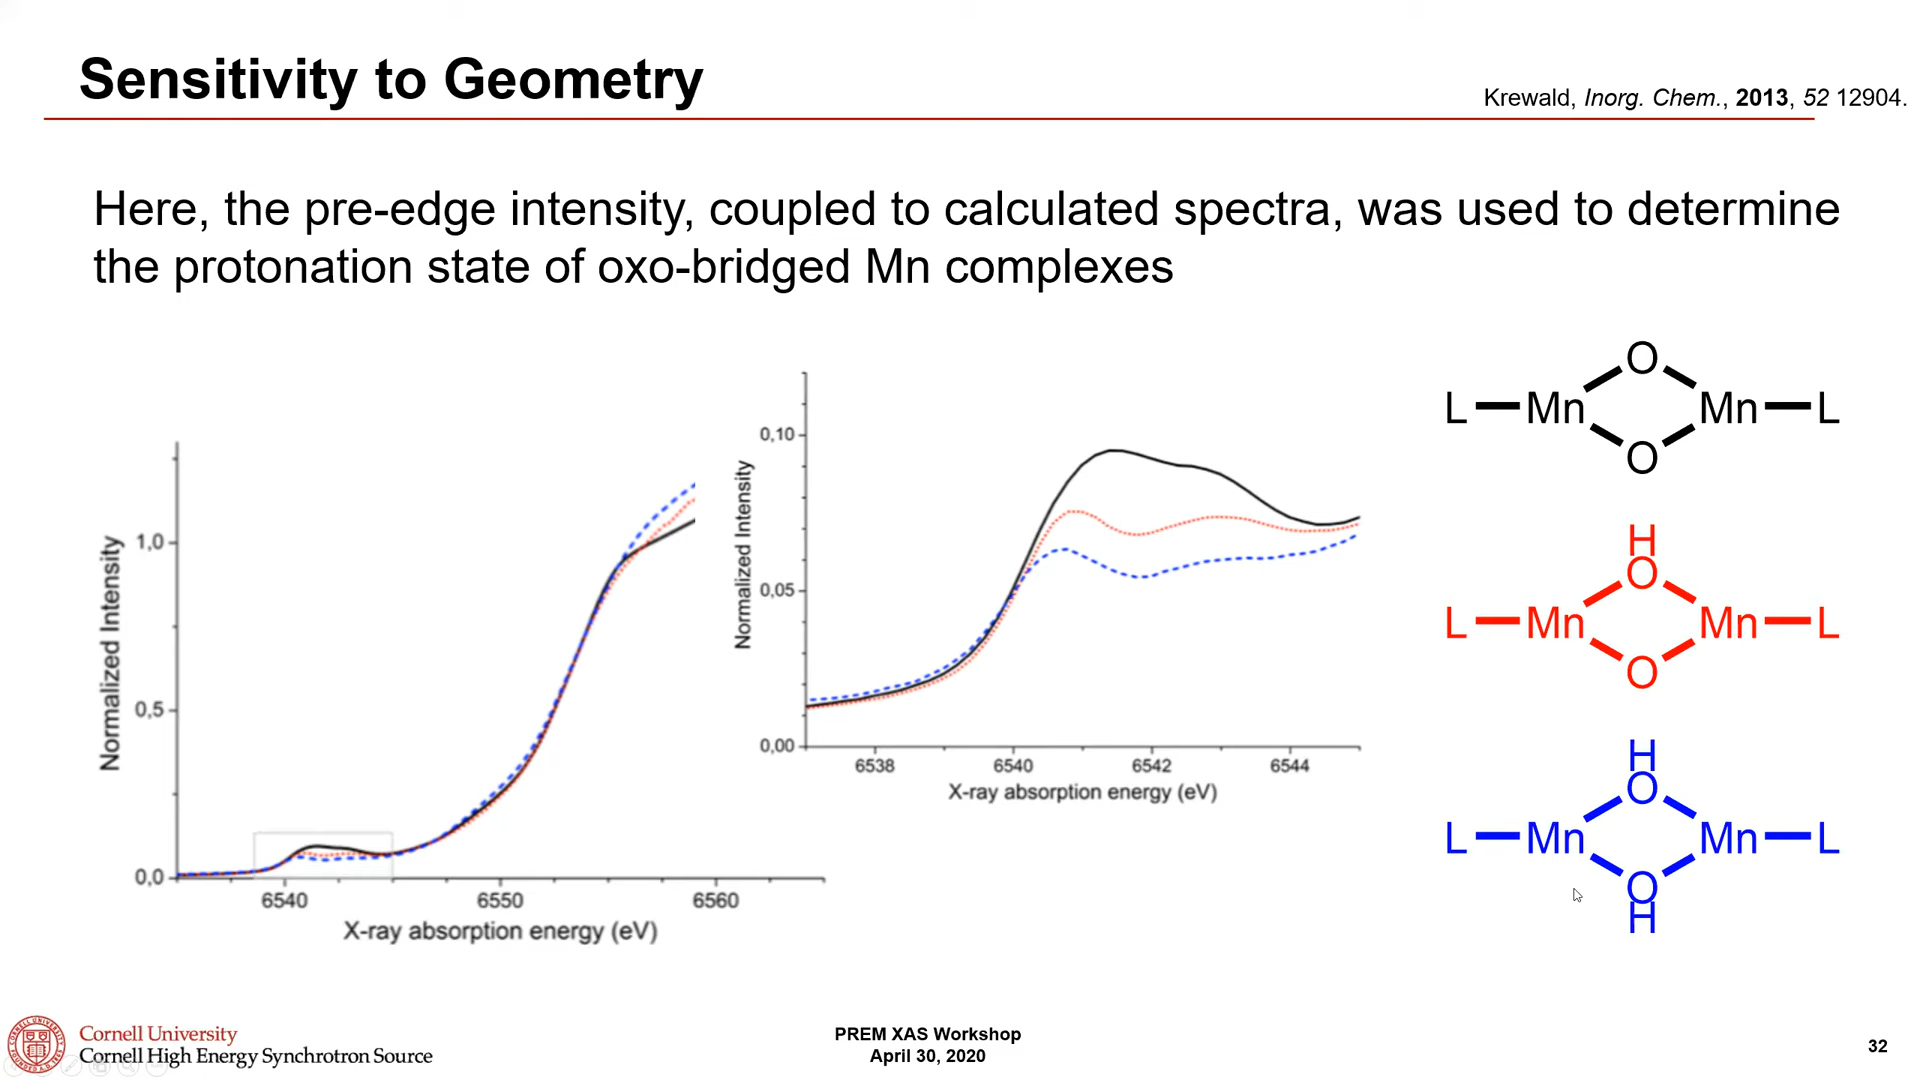 Sensitivity to Geometry
Krewald, Inorg. Chem., 2013, 52 12904.
Here, the pre-edge intensity, coupled to calculated spectra, was used to determine
the protonation state of oxo-bridged Mn complexes
Normalized Intensity
1,0
0,5
0,0
6540
6550
6560
X-ray absorption energy (eV)
Normalized Intensity
0,10
0,05
0,00
6538
6540
6542
6544
X-ray absorption energy (eV)
O
L Mn Mn L
O
H
O
L Mn Mn L
O
H
O
L Mn Mn L
O
H
Cornell University
Cornell High Energy Synchrotron Source
PREM XAS Workshop
April 30, 2020
32